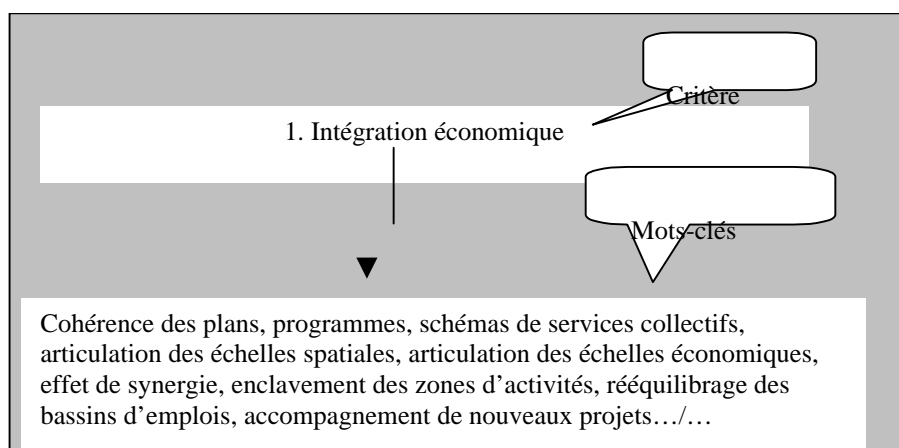 Critère
1. Intégration économique
Mots-clés
Cohérence des plans, programmes, schémas de services collectifs,
articulation des échelles spatiales, articulation des échelles économiques,
effet de synergie, enclavement des zones d’activités, rééquilibrage des
bassins d’emplois, accompagnement de nouveaux projets…/…